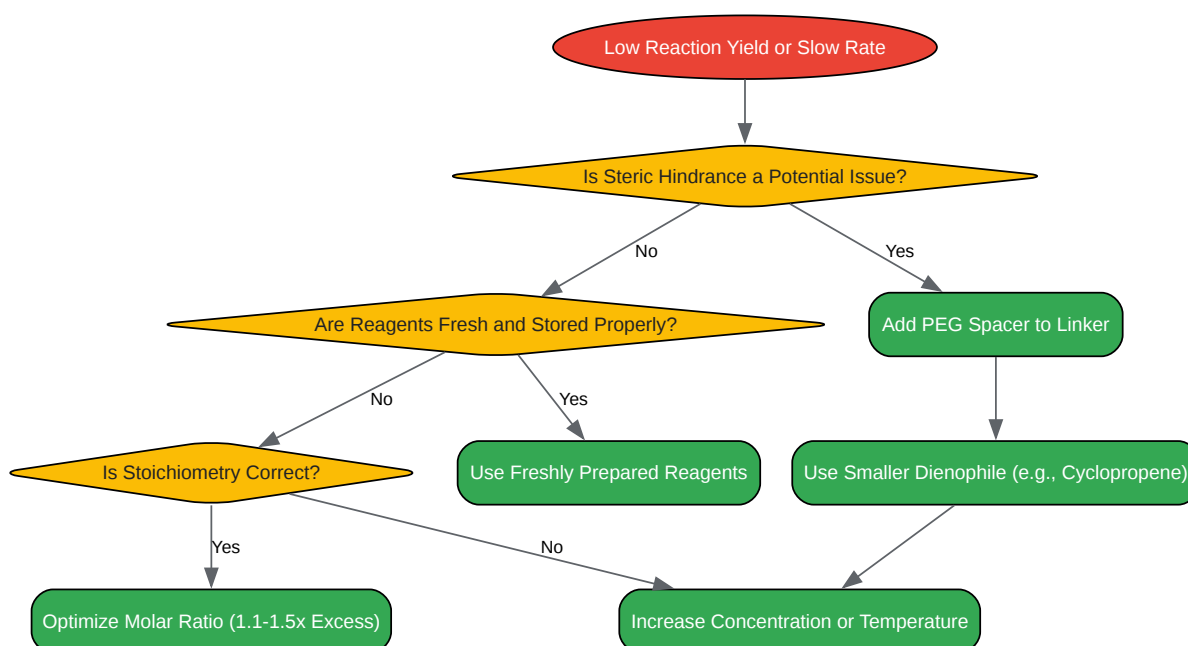 Low Reaction Yield or Slow Rate
Is Steric Hindrance a Potential Issue?
No
Yes
Are Reagents Fresh and Stored Properly?
Add PEG Spacer to Linker
No
Yes
Is Stoichiometry Correct?
Use Freshly Prepared Reagents
Use Smaller Dienophile (e.g., Cyclopropene)
Yes
No
Optimize Molar Ratio (1.1-1.5x Excess)
Increase Concentration or Temperature